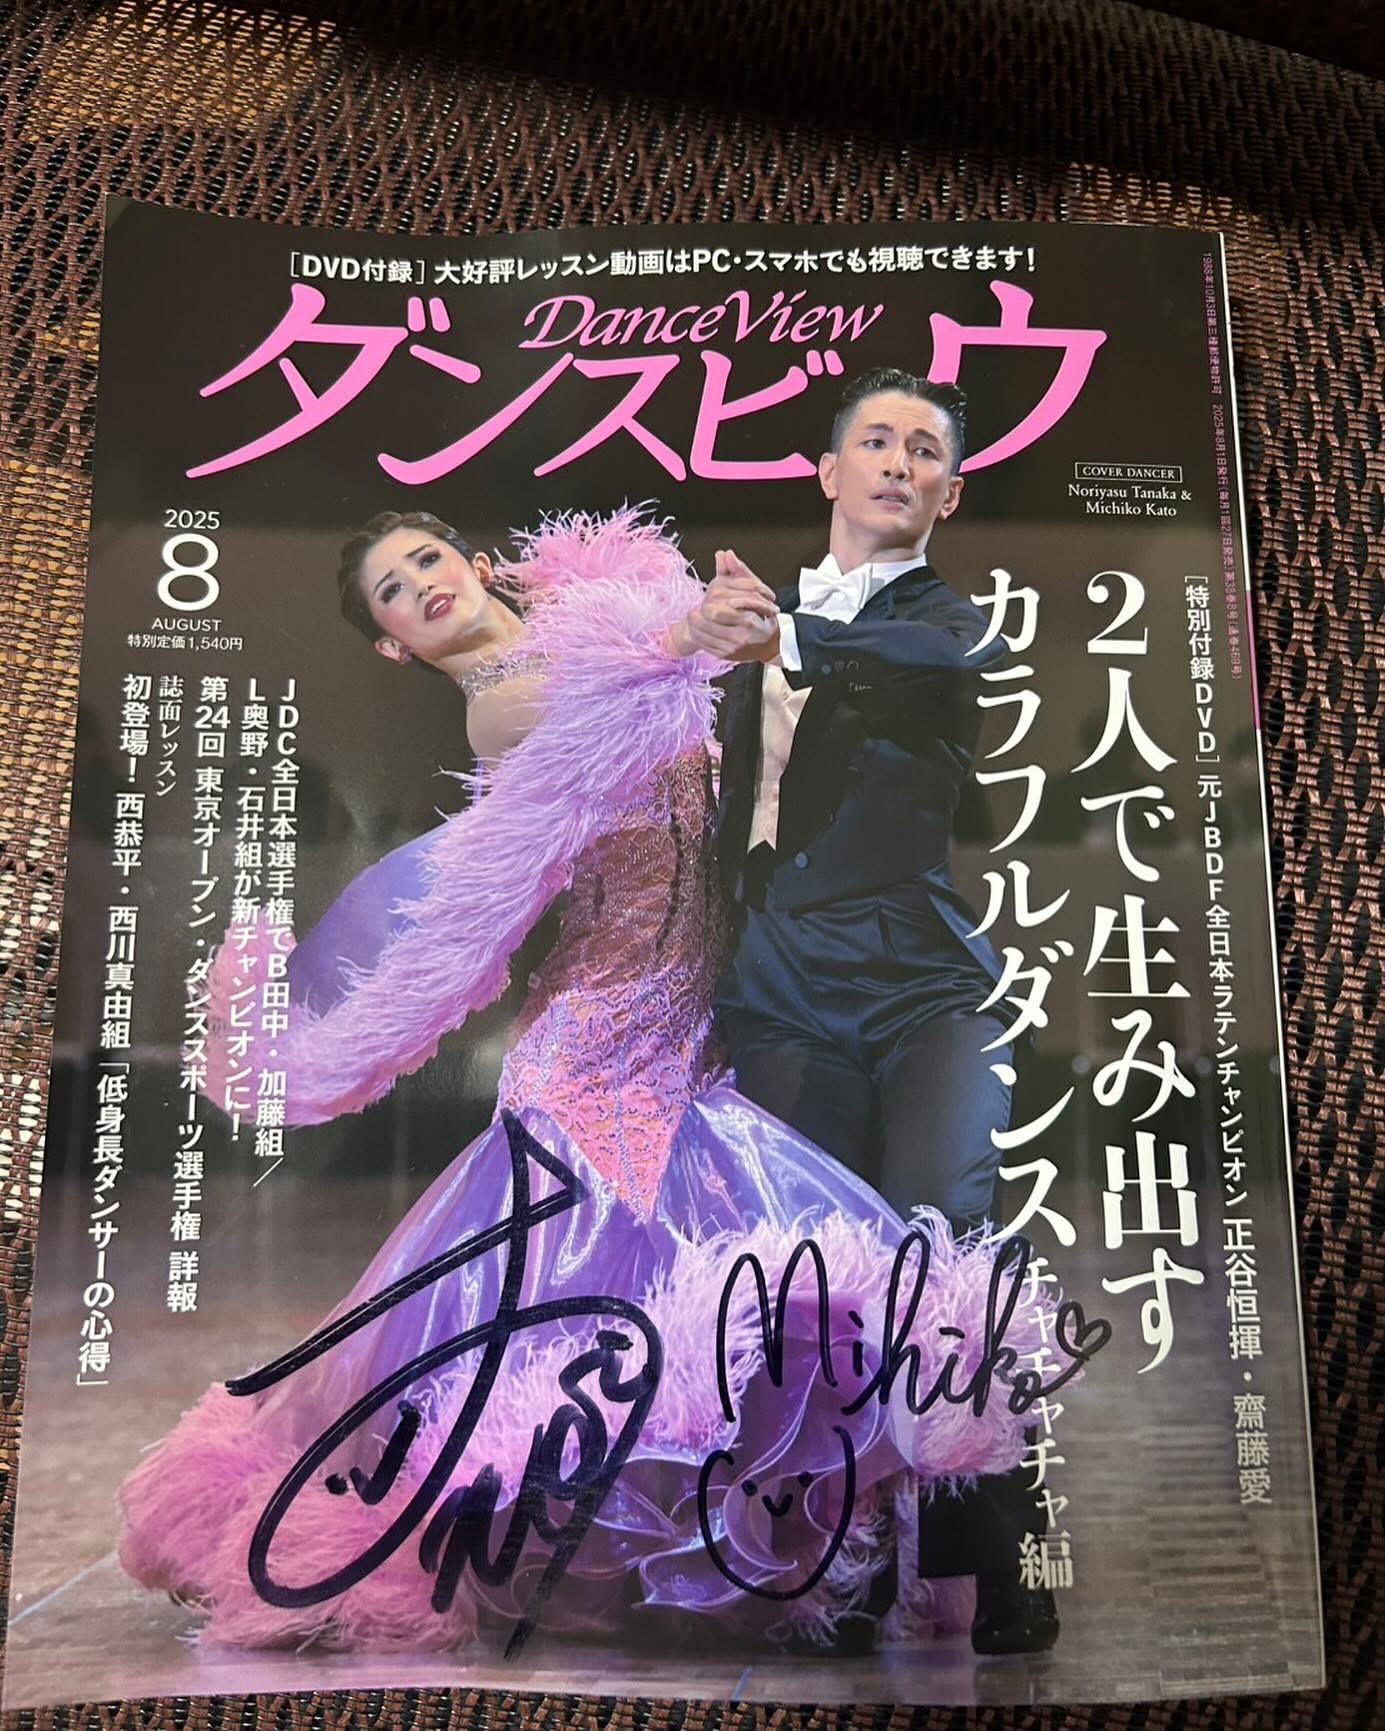 [DVD付録]大好評レッスン動画はPC・スマホでも視聴できます!
DanceView
ダンスビュウ
COVER DANCER
Noriyasu Tanaka &
Michiko Kato
2025
8
AUGUST
特別定価1,540円
[特別付録DVD]元JBDF全日本ラテンチャンピオン 正谷恒揮・齋藤愛
2人で生み出す
カラフルダンス チャチャチャ編
JDC全日本選手権でB田中・加藤組/
L奥野・石井組が新チャンピオンに!
第24回 東京オープン・ダンススポーツ選手権 詳報
誌面レッスン
初登場! 西恭平・西川真由組「低身長ダンサーの心得」
Michiko